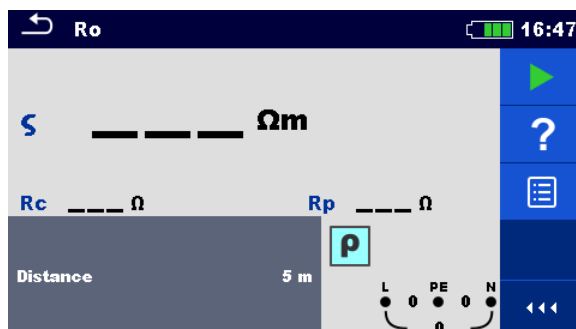 Ro 16:47
ς ___ Ωm
?
Rc ___ Ω Rp ___ Ω
ρ
Distance 5 m
L PE N
0 0
0